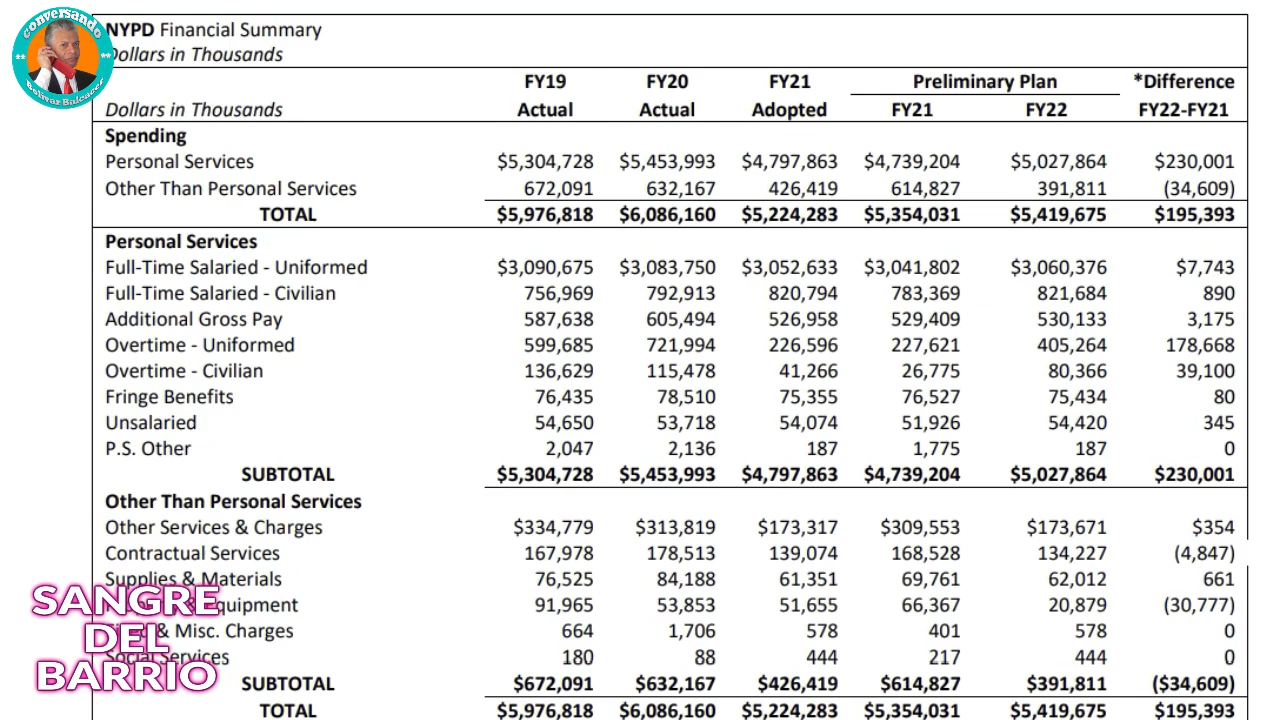 conversando
** **
Bolivar Balcacer
NYPD Financial Summary
Dollars in Thousands
FY19 FY20 FY21 Preliminary Plan *Difference
Dollars in Thousands Actual Actual Adopted FY21 FY22 FY22-FY21
Spending
Personal Services $5,304,728 $5,453,993 $4,797,863 $4,739,204 $5,027,864 $230,001
Other Than Personal Services 672,091 632,167 426,419 614,827 391,811 (34,609)
TOTAL $5,976,818 $6,086,160 $5,224,283 $5,354,031 $5,419,675 $195,393
Personal Services
Full-Time Salaried - Uniformed $3,090,675 $3,083,750 $3,052,633 $3,041,802 $3,060,376 $7,743
Full-Time Salaried - Civilian 756,969 792,913 820,794 783,369 821,684 890
Additional Gross Pay 587,638 605,494 526,958 529,409 530,133 3,175
Overtime - Uniformed 599,685 721,994 226,596 227,621 405,264 178,668
Overtime - Civilian 136,629 115,478 41,266 26,775 80,366 39,100
Fringe Benefits 76,435 78,510 75,355 76,527 75,434 80
Unsalaried 54,650 53,718 54,074 51,926 54,420 345
P.S. Other 2,047 2,136 187 1,775 187 0
SUBTOTAL $5,304,728 $5,453,993 $4,797,863 $4,739,204 $5,027,864 $230,001
Other Than Personal Services
Other Services & Charges $334,779 $313,819 $173,317 $309,553 $173,671 $354
Contractual Services 167,978 178,513 139,074 168,528 134,227 (4,847)
Supplies & Materials 76,525 84,188 61,351 69,761 62,012 661
Equipment 91,965 53,853 51,655 66,367 20,879 (30,777)
& Misc. Charges 664 1,706 578 401 578 0
Social Services 180 88 444 217 444 0
SUBTOTAL $672,091 $632,167 $426,419 $614,827 $391,811 ($34,609)
TOTAL $5,976,818 $6,086,160 $5,224,283 $5,354,031 $5,419,675 $195,393
SANGRE
DEL
BARRIO